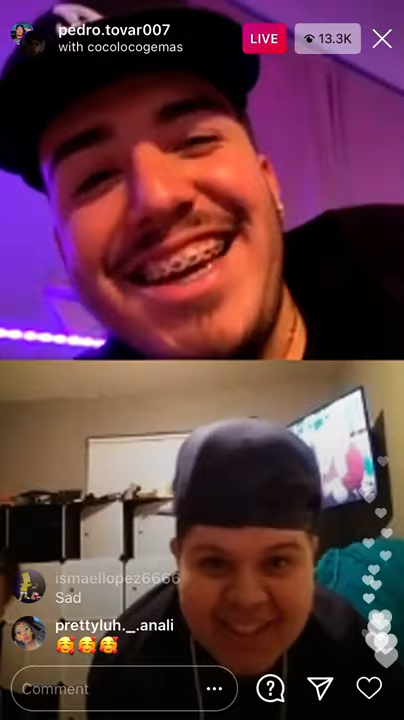 pedro.tovar007
with cocolocogemas
LIVE
13.3K
ismaellopez6666
Sad
prettyluh._.anali
🥰🥰🥰
Comment